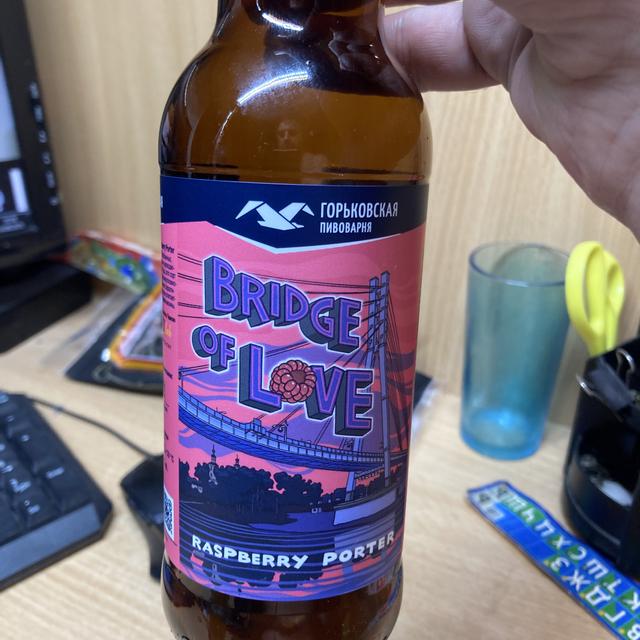 ГОРЬКОВСКАЯ
ПИВОВАРНЯ
BRIDGE
OF LOVE
RASPBERRY PORTER